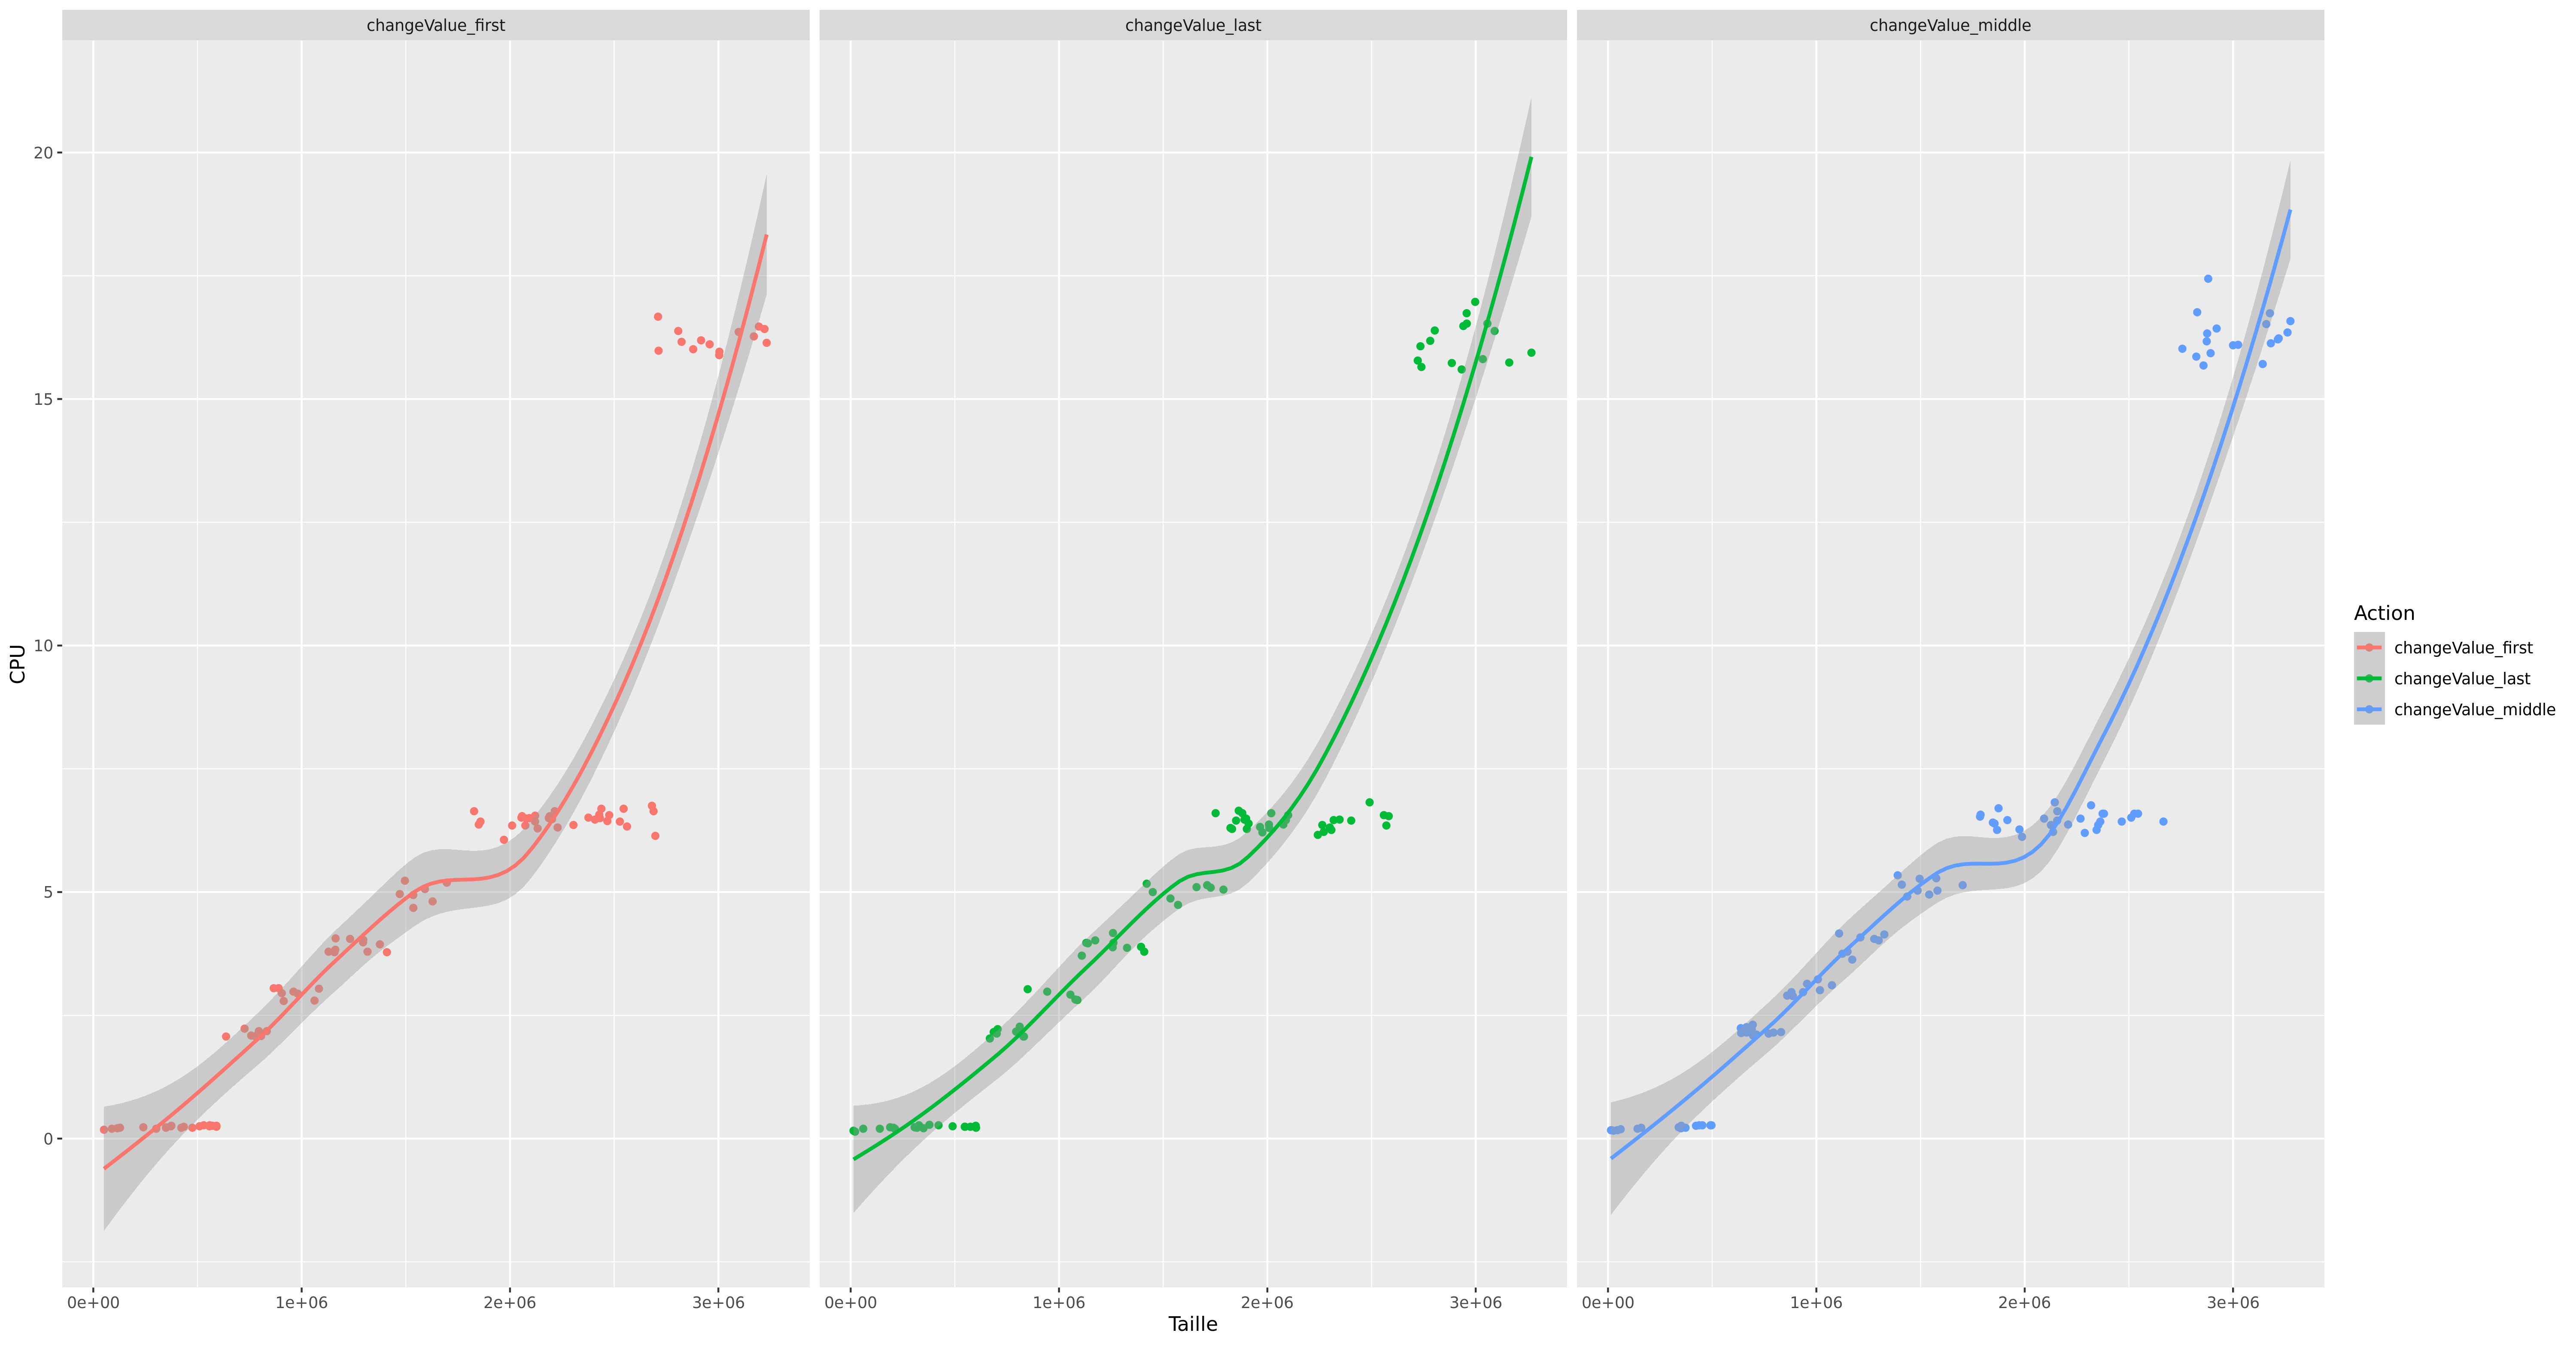 changeValue_first
changeValue_last
changeValue_middle
20
15
10
5
0
CPU
0e+00 1e+06 2e+06 3e+06
0e+00 1e+06 2e+06 3e+06
0e+00 1e+06 2e+06 3e+06
Taille
Action
changeValue_first
changeValue_last
changeValue_middle